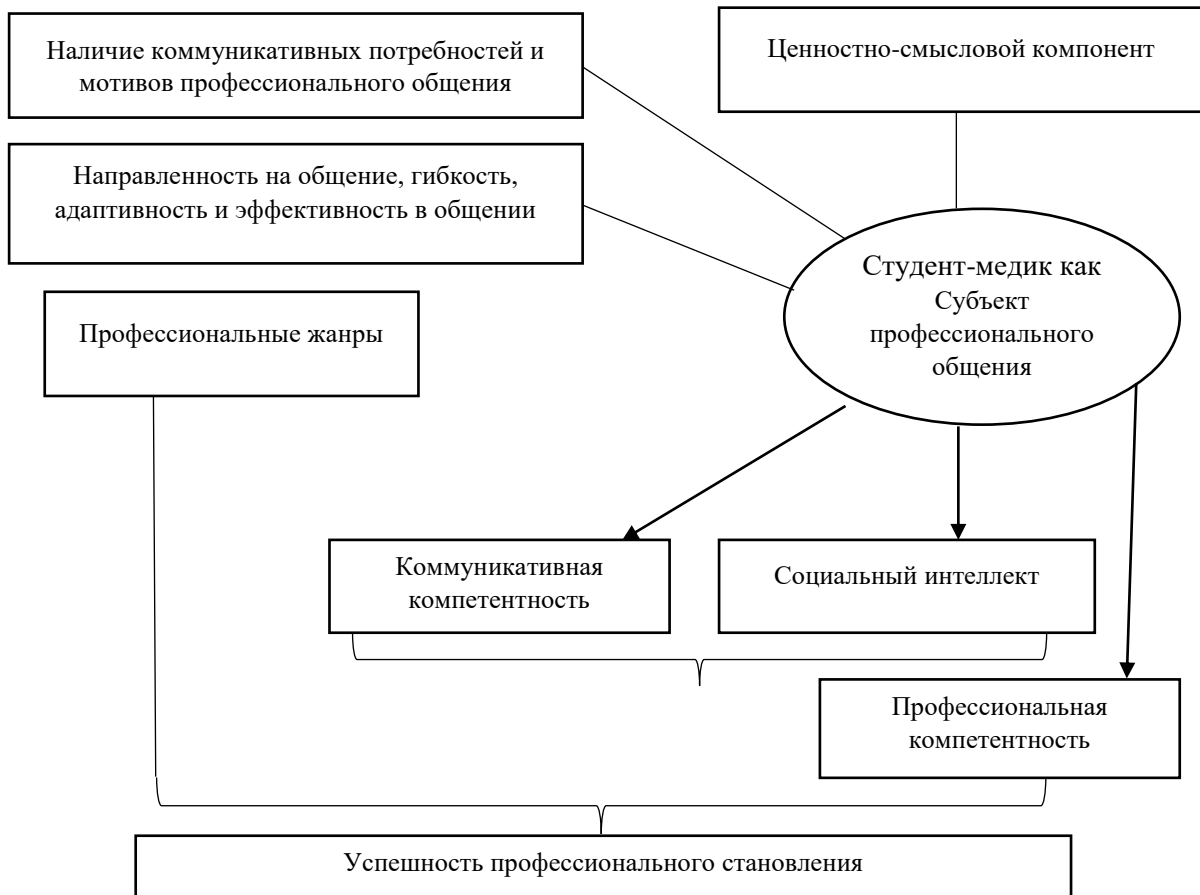 Наличие коммуникативных потребностей и
мотивов профессионального общения
Ценностно-смысловой компонент
Направленность на общение, гибкость,
адаптивность и эффективность в общении
Студент-медик как
Субъект
профессионального
общения
Профессиональные жанры
Коммуникативная
компетентность
Социальный интеллект
Профессиональная
компетентность
Успешность профессионального становления